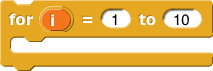 for i = 1 to 10